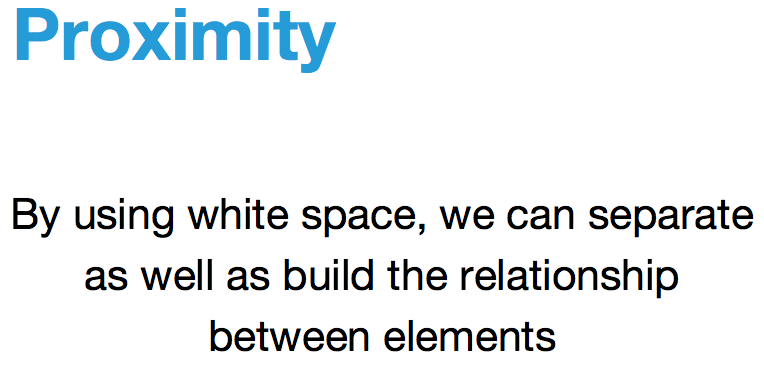 Proximity
By using white space, we can separate
as well as build the relationship
between elements